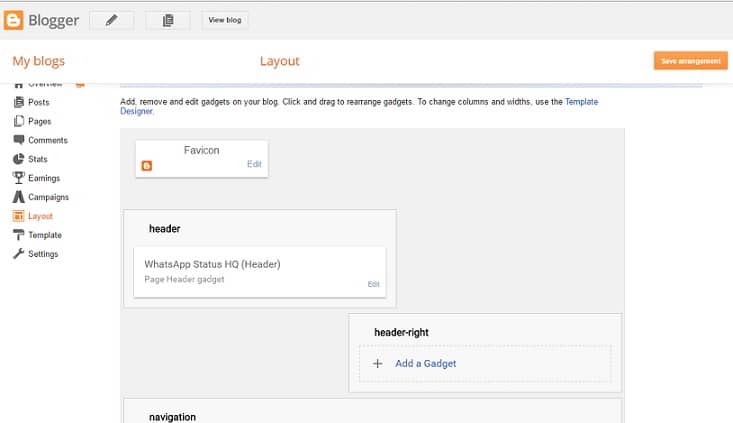 Blogger
View blog
My blogs
Layout
Save arrangement
Overview
Posts
Pages
Comments
Stats
Earnings
Campaigns
Layout
Template
Settings
Add, remove and edit gadgets on your blog. Click and drag to rearrange gadgets. To change columns and widths, use the Template
Designer.
Favicon
Edit
header
WhatsApp Status HQ (Header)
Page Header gadget
Edit
header-right
+ Add a Gadget
navigation